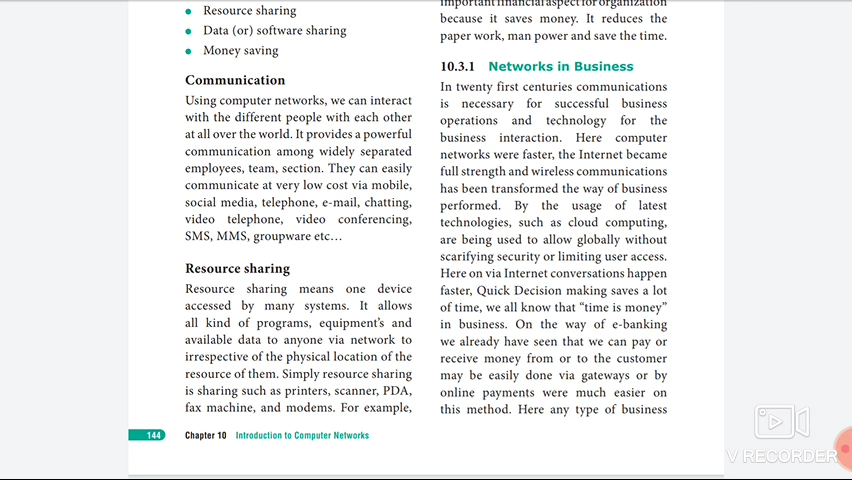 Resource sharing
Data (or) software sharing
Money saving
Communication
Using computer networks, we can interact
with the different people with each other
at all over the world. It provides a powerful
communication among widely separated
employees, team, section. They can easily
communicate at very low cost via mobile,
social media, telephone, e-mail, chatting,
video telephone, video conferencing,
SMS, MMS, groupware etc…
Resource sharing
Resource sharing means one device
accessed by many systems. It allows
all kind of programs, equipment's and
available data to anyone via network to
irrespective of the physical location of the
resource of them. Simply resource sharing
is sharing such as printers, scanner, PDA,
fax machine, and modems. For example,
important financial aspect for organization
because it saves money. It reduces the
paper work, man power and save the time.
10.3.1 Networks in Business
In twenty first centuries communications
is necessary for successful business
operations and technology for the
business interaction. Here computer
networks were faster, the Internet became
full strength and wireless communications
has been transformed the way of business
performed. By the usage of latest
technologies, such as cloud computing,
are being used to allow globally without
scarifying security or limiting user access.
Here on via Internet conversations happen
faster, Quick Decision making saves a lot
of time, we all know that “time is money”
in business. On the way of e-banking
we already have seen that we can pay or
receive money from or to the customer
may be easily done via gateways or by
online payments were much easier on
this method. Here any type of business
144 Chapter 10 Introduction to Computer Networks
V RECORDER